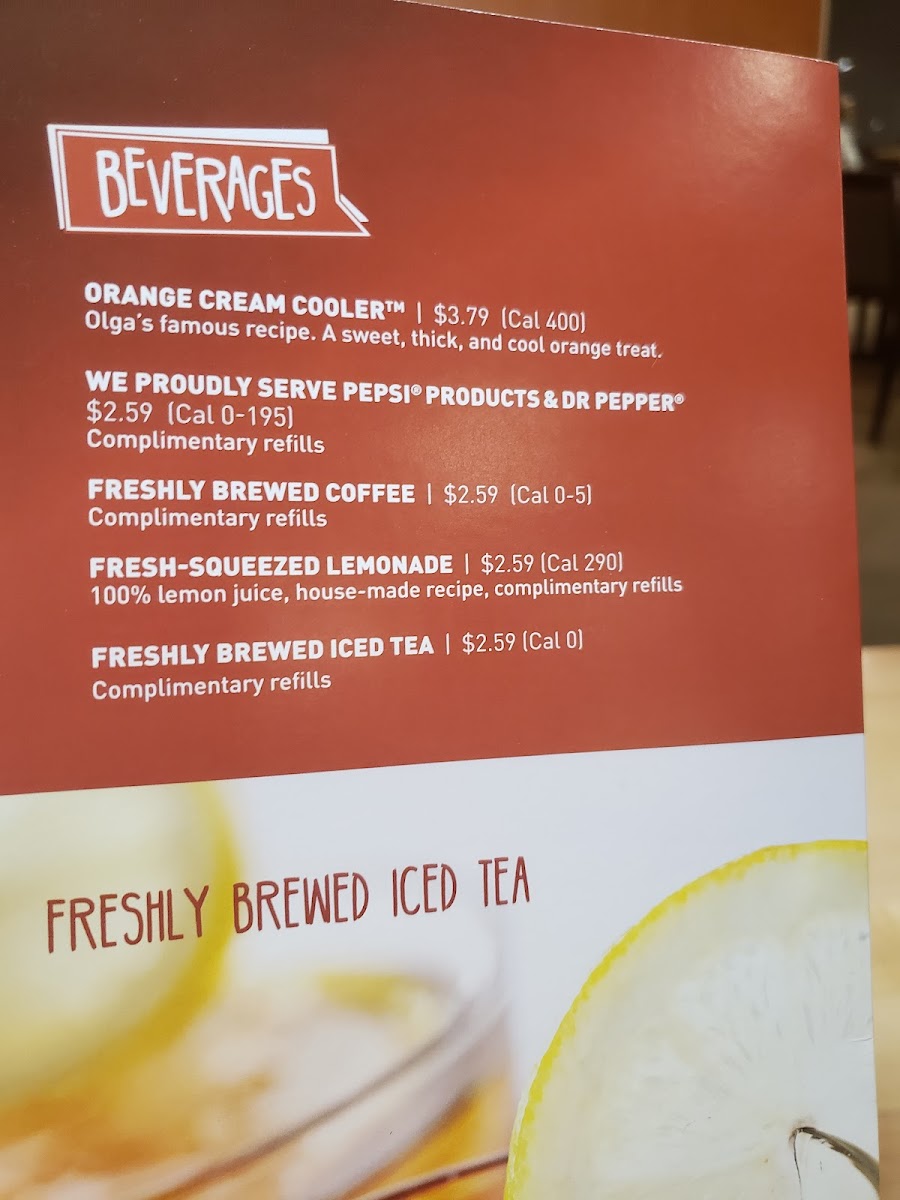 BEVERAGES
ORANGE CREAM COOLER™ | $3.79 (Cal 400)
Olga's famous recipe. A sweet, thick, and cool orange treat.
WE PROUDLY SERVE PEPSI® PRODUCTS & DR PEPPER®
$2.59 (Cal 0-195)
Complimentary refills
FRESHLY BREWED COFFEE | $2.59 (Cal 0-5)
Complimentary refills
FRESH-SQUEEZED LEMONADE | $2.59 (Cal 290)
100% lemon juice, house-made recipe, complimentary refills
FRESHLY BREWED ICED TEA | $2.59 (Cal 0)
Complimentary refills
FRESHLY BREWED ICED TEA